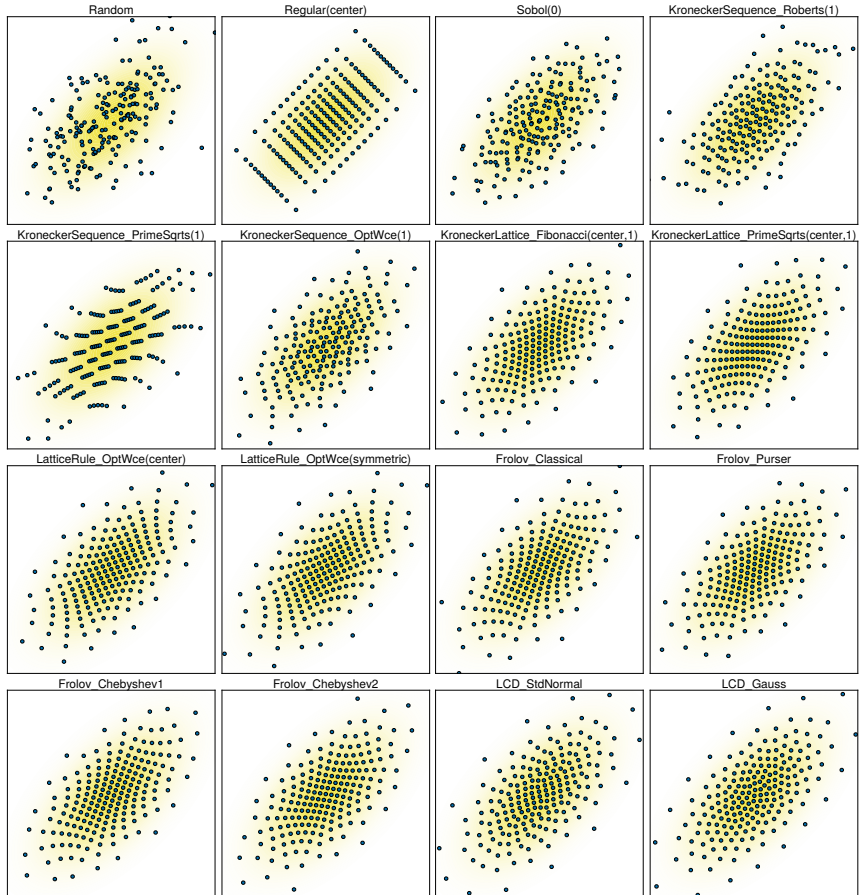 Random
Regular(center)
Sobol(0)
KroneckerSequence_Roberts(1)
KroneckerSequence_PrimeSqrts(1)
KroneckerSequence_OptWce(1)
KroneckerLattice_Fibonacci(center,1)
KroneckerLattice_PrimeSqrts(center,1)
LatticeRule_OptWce(center)
LatticeRule_OptWce(symmetric)
Frolov_Classical
Frolov_Purser
Frolov_Chebyshev1
Frolov_Chebyshev2
LCD_StdNormal
LCD_Gauss